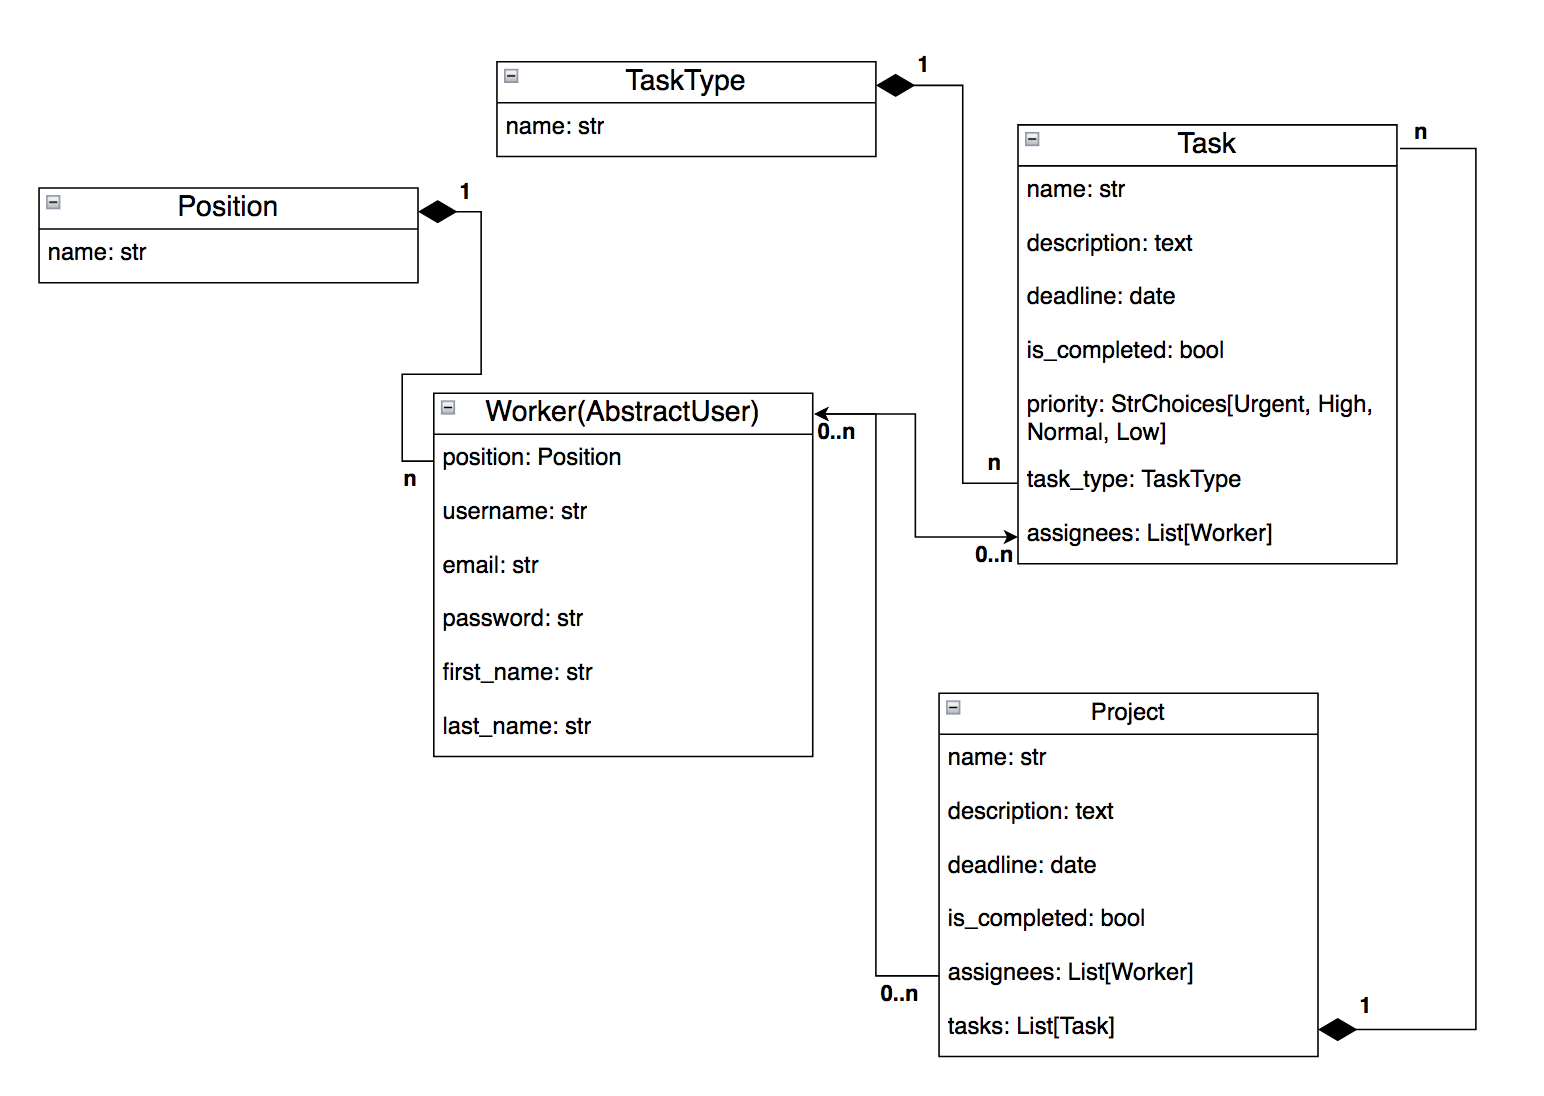 TaskType
1
name: str
Position
1
name: str
Task
n
name: str
description: text
deadline: date
is_completed: bool
priority: StrChoices[Urgent, High,
Normal, Low]
n
task_type: TaskType
assignees: List[Worker]
0..n
Worker(AbstractUser)
0..n
n
position: Position
username: str
email: str
password: str
first_name: str
last_name: str
Project
name: str
description: text
deadline: date
is_completed: bool
assignees: List[Worker]
0..n
tasks: List[Task]
1